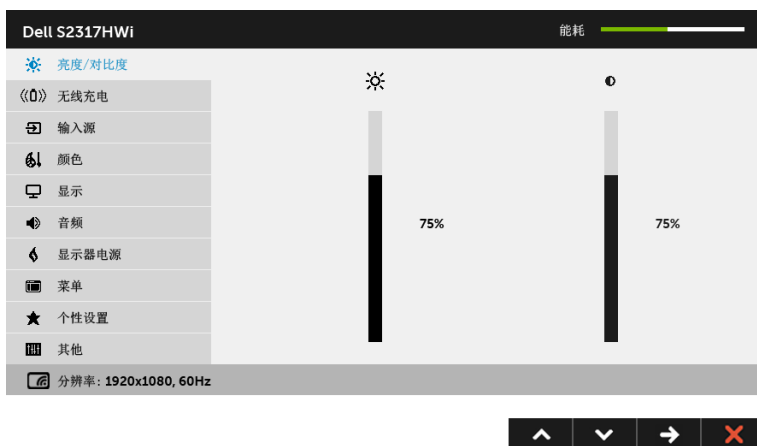 Dell S2317HWi
能耗
亮度/对比度
无线充电
输入源
颜色
显示
音频
75%
75%
显示器电源
菜单
个性设置
其他
分辨率: 1920x1080, 60Hz